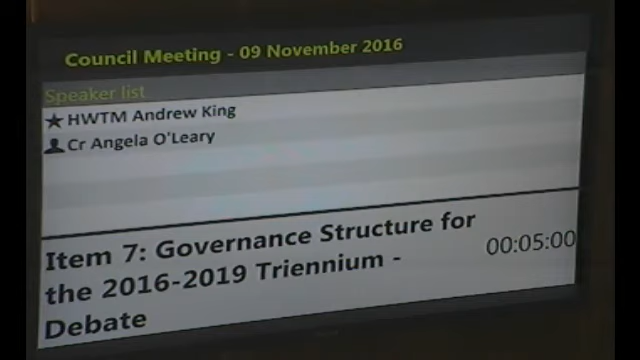 Council Meeting - 09 November 2016
Speaker list
HWTM Andrew King
Cr Angela O'Leary
Item 7: Governance Structure for
the 2016-2019 Triennium -
Debate
00:05:00